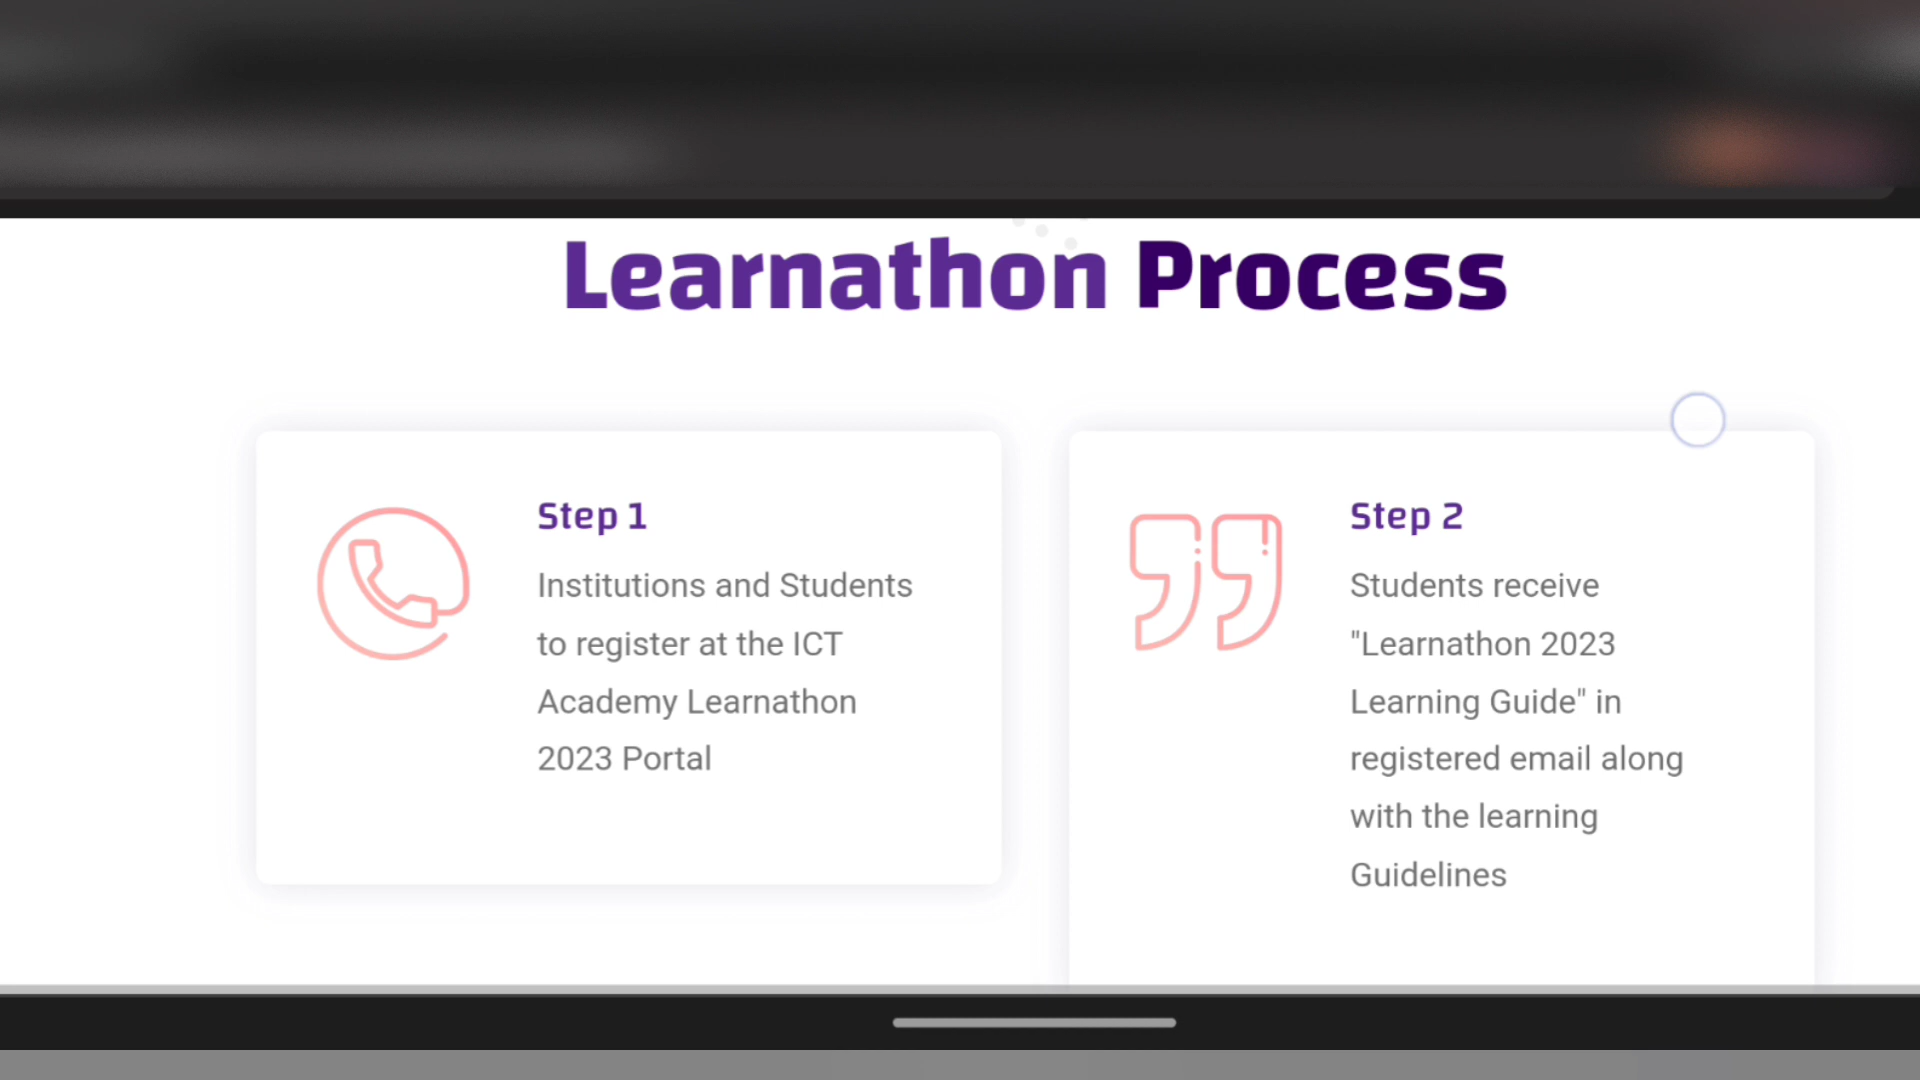 Learnathon Process
Step 1
Institutions and Students
to register at the ICT
Academy Learnathon
2023 Portal
Step 2
Students receive
"Learnathon 2023
Learning Guide" in
registered email along
with the learning
Guidelines